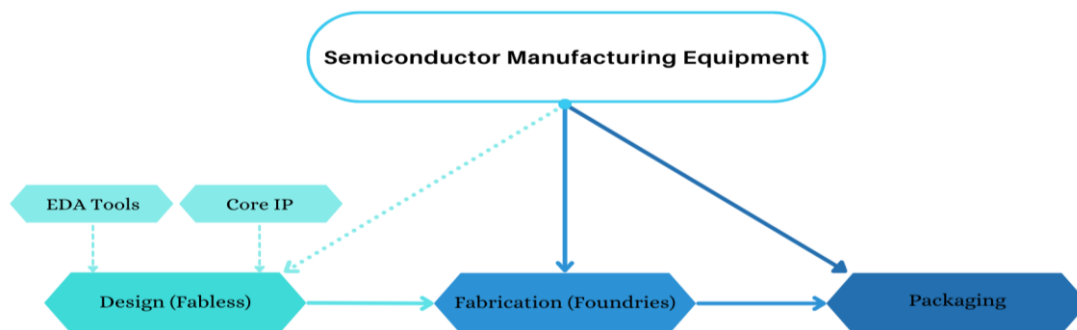 Semiconductor Manufacturing Equipment
EDA Tools
Core IP
Design (Fabless)
Fabrication (Foundries)
Packaging